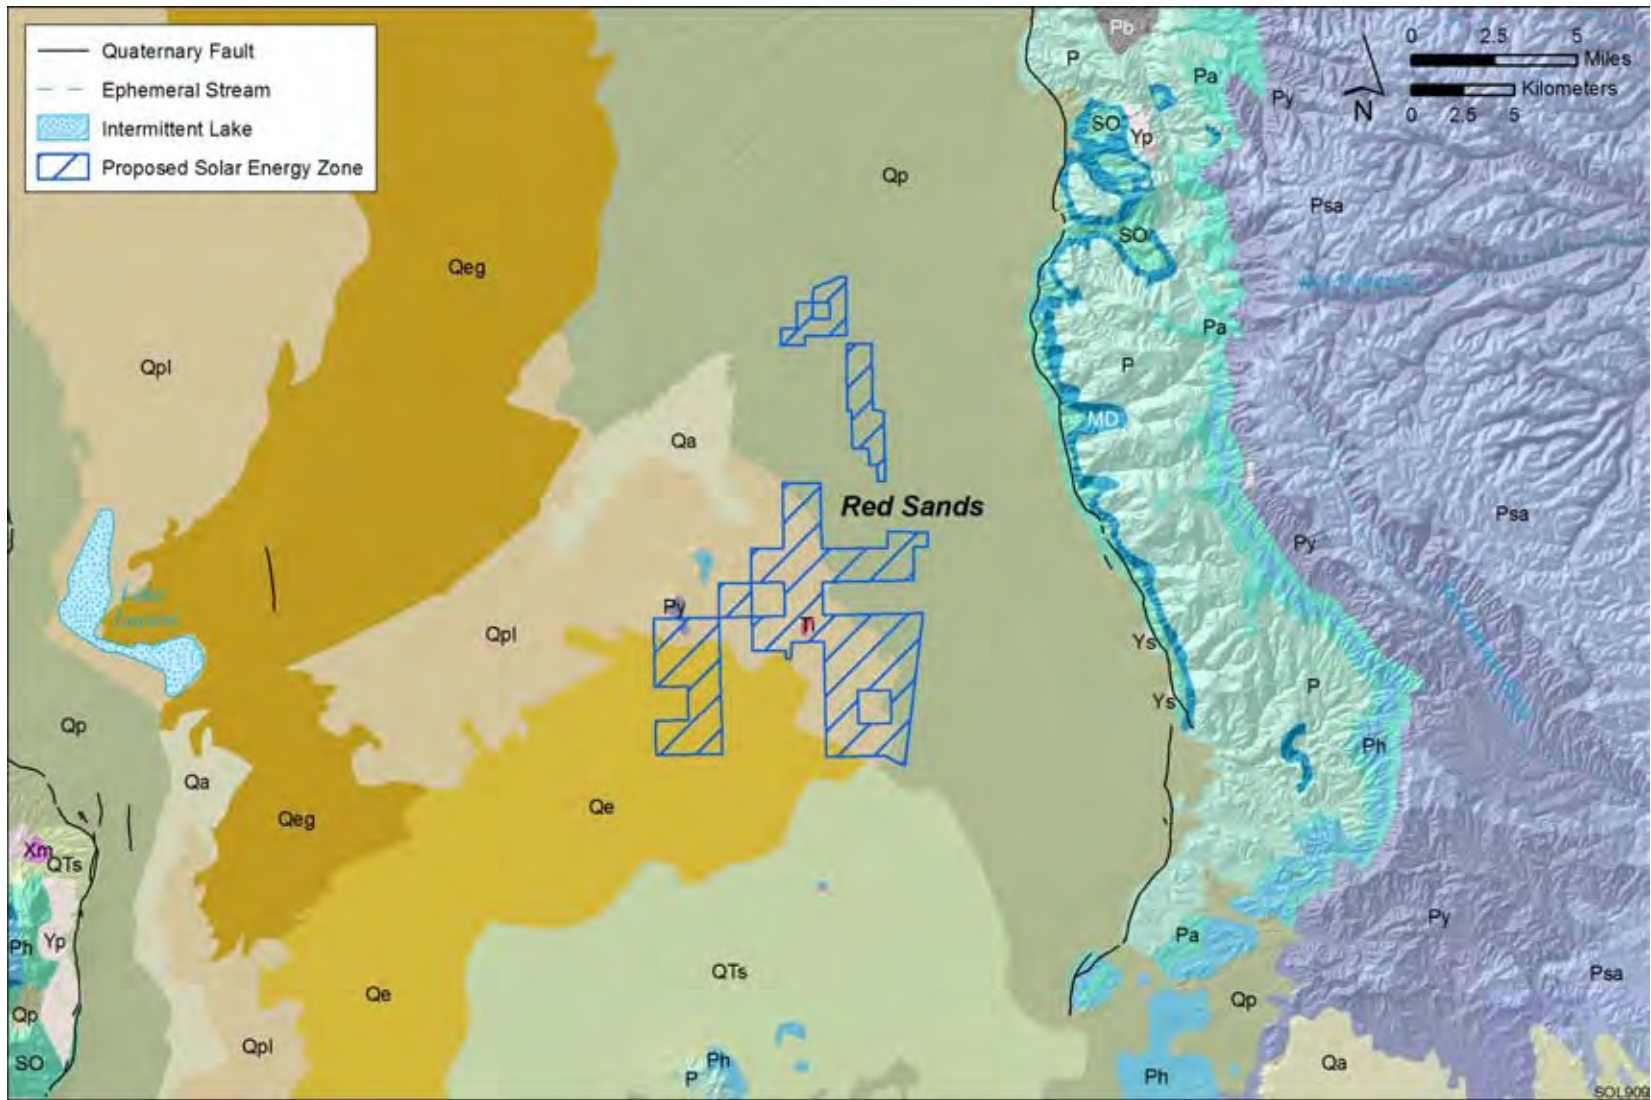 Quaternary Fault
Ephemeral Stream
Intermittent Lake
Proposed Solar Energy Zone
0 2.5 5
Miles
Kilometers
0 2.5 5
N
Pb
P
Pa
Py
SO
Yp
Qp
Psa
SO
Qeg
Pa
Qpl
P
MD
Qa
Red Sands
Psa
Py
Lake
Py
Qpl
Ti
Ys
P
Ys
Qp
Ph
Qa
Qe
Qeg
Xm
QTs
Py
Ph
Yp
Pa
QTs
Psa
Qe
Qp
Qp
Qpl
SO
Ph
P
Ph
Qa
SOL909